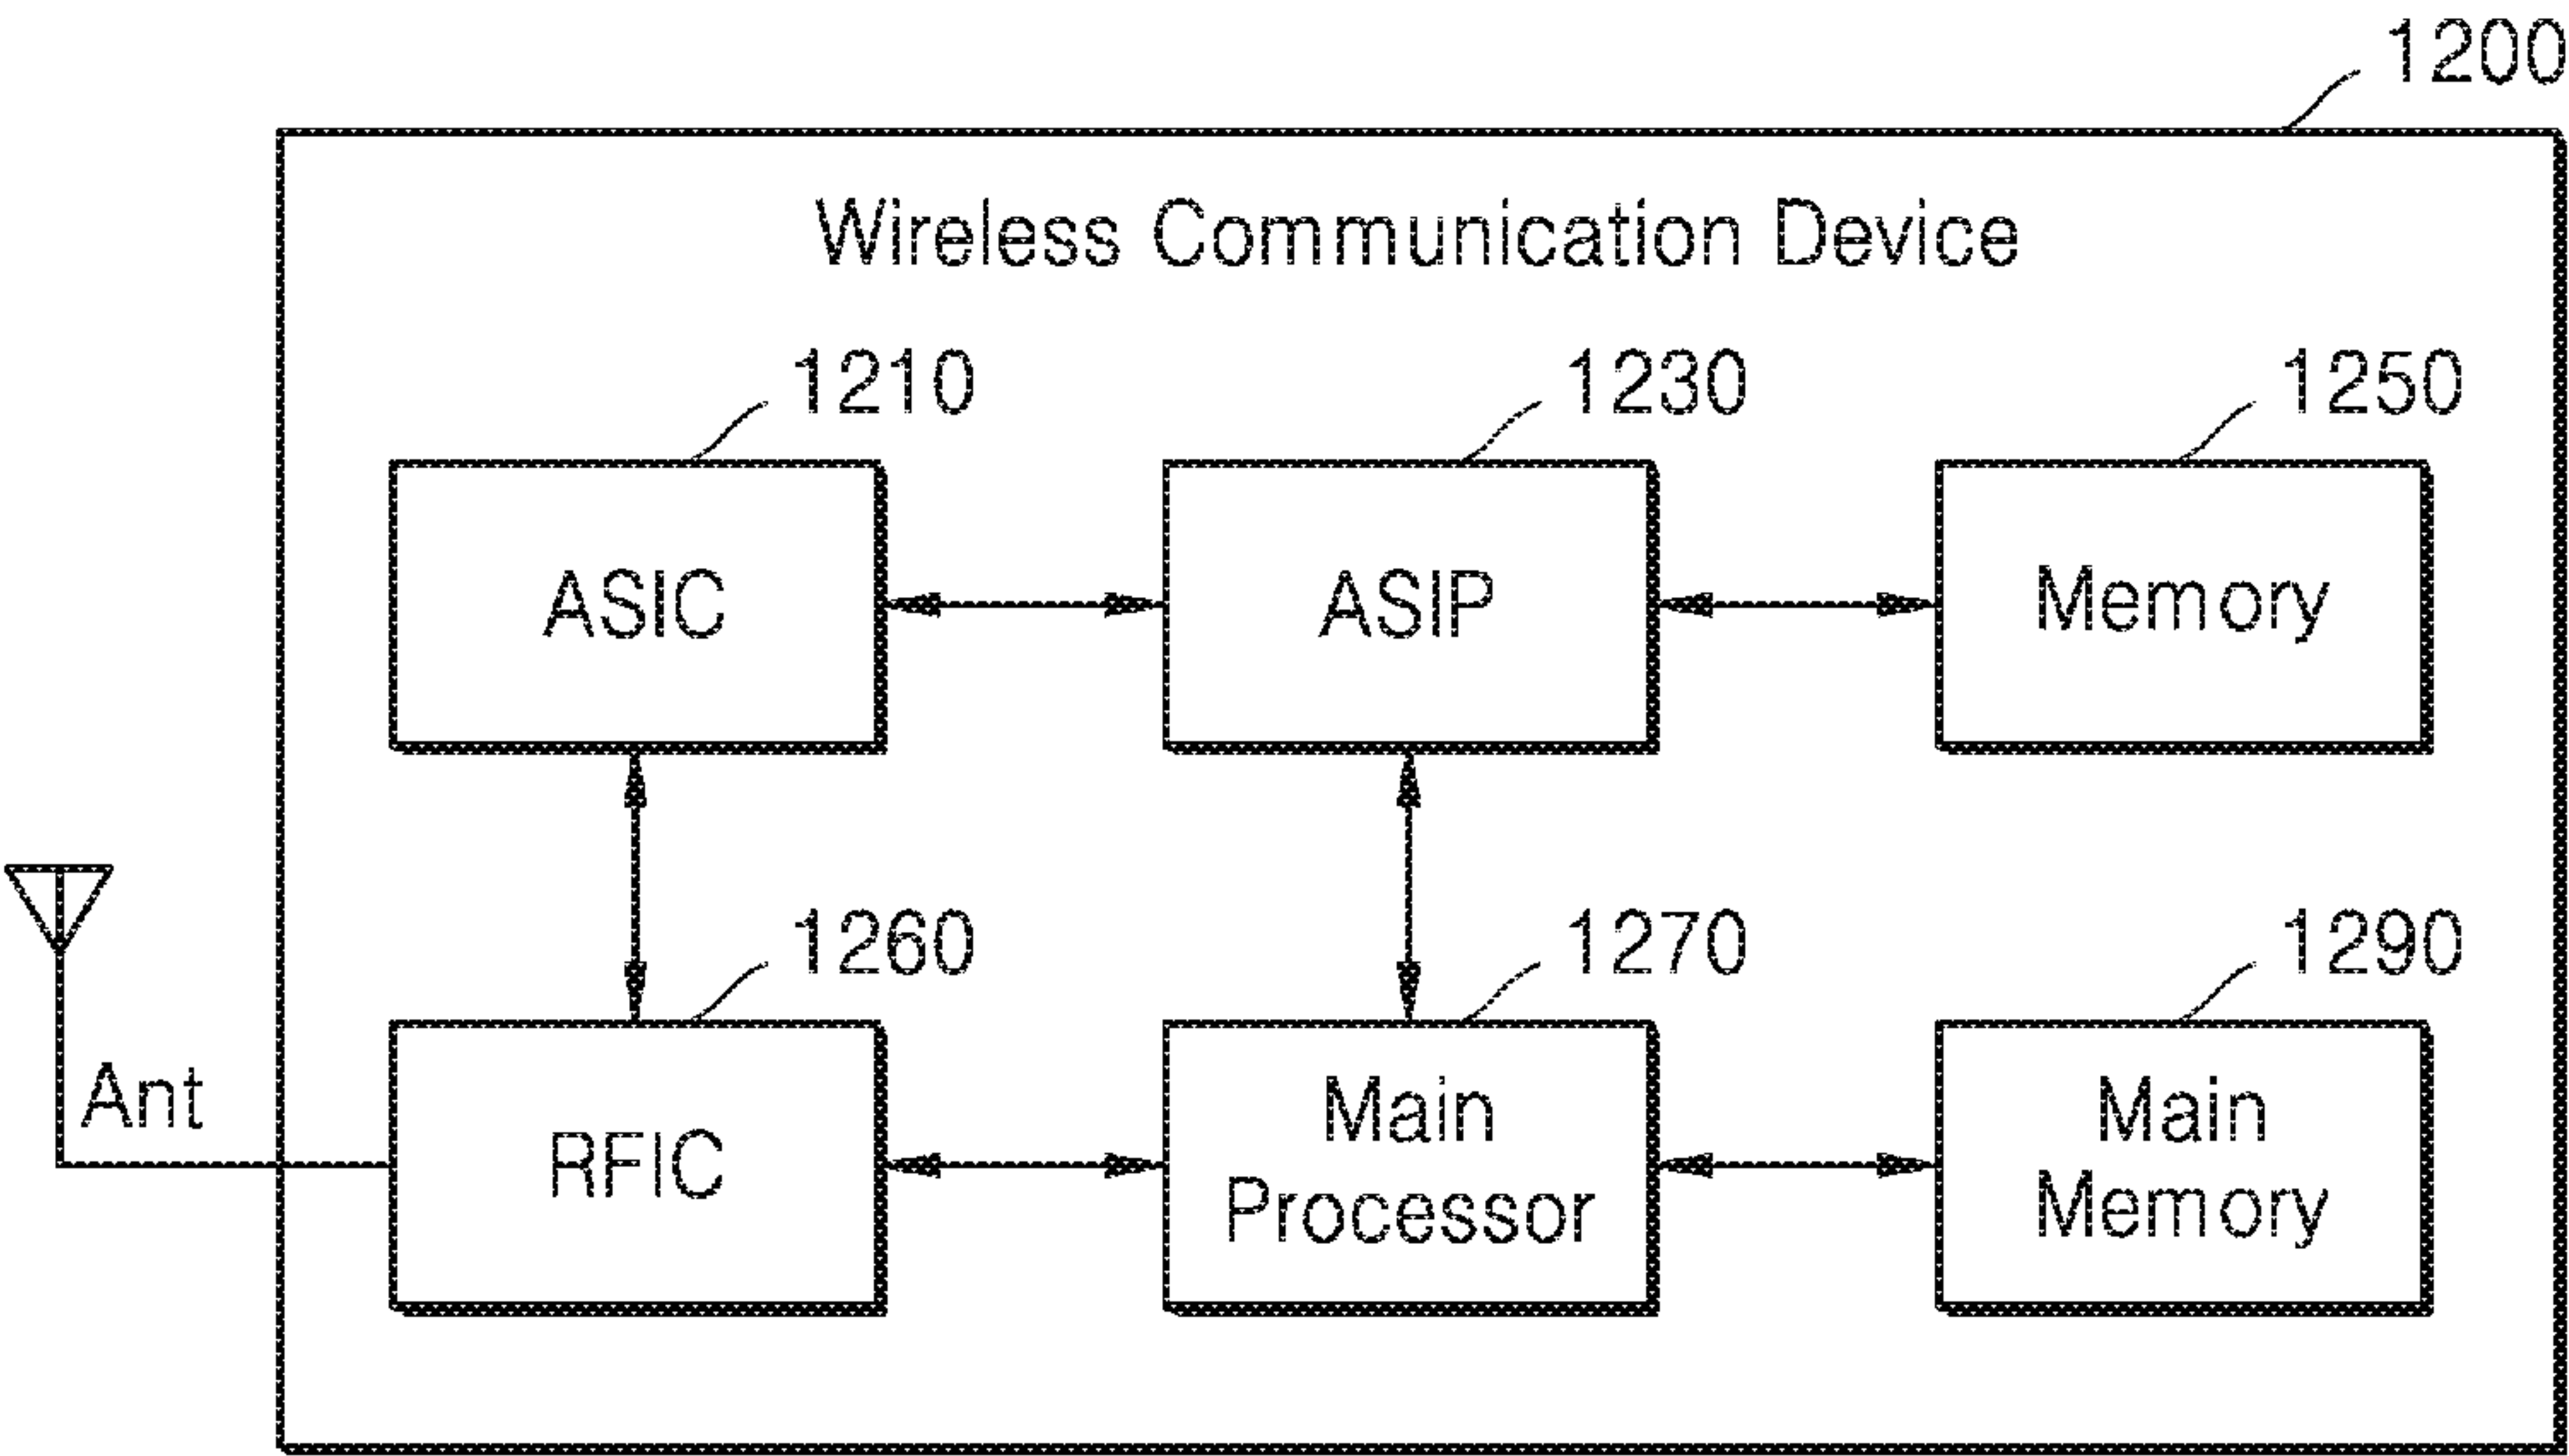 1200
Wireless Communication Device
1210
1230
1250
ASIC
ASIP
Memory
1260
1270
1290
Ant
RFIC
Main
Processor
Main
Memory